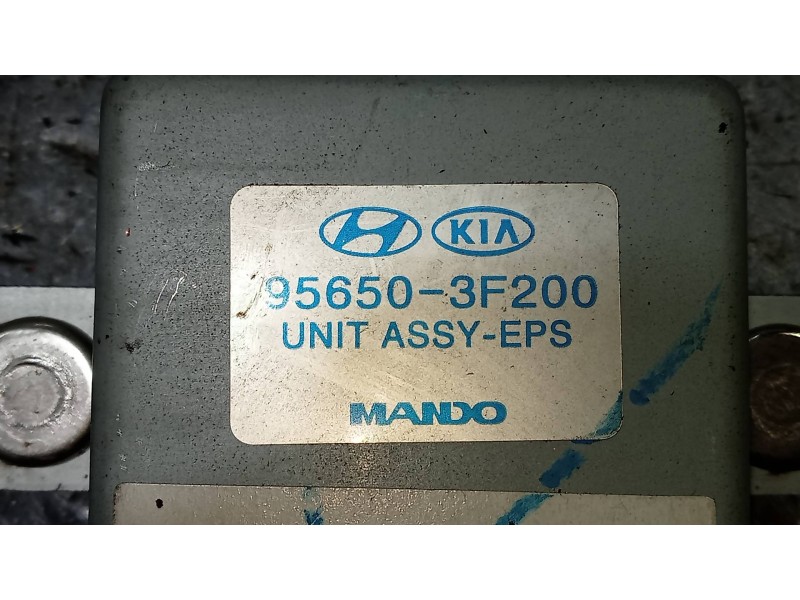 KIA
95650-3F200
UNIT ASSY-EPS
MANDO